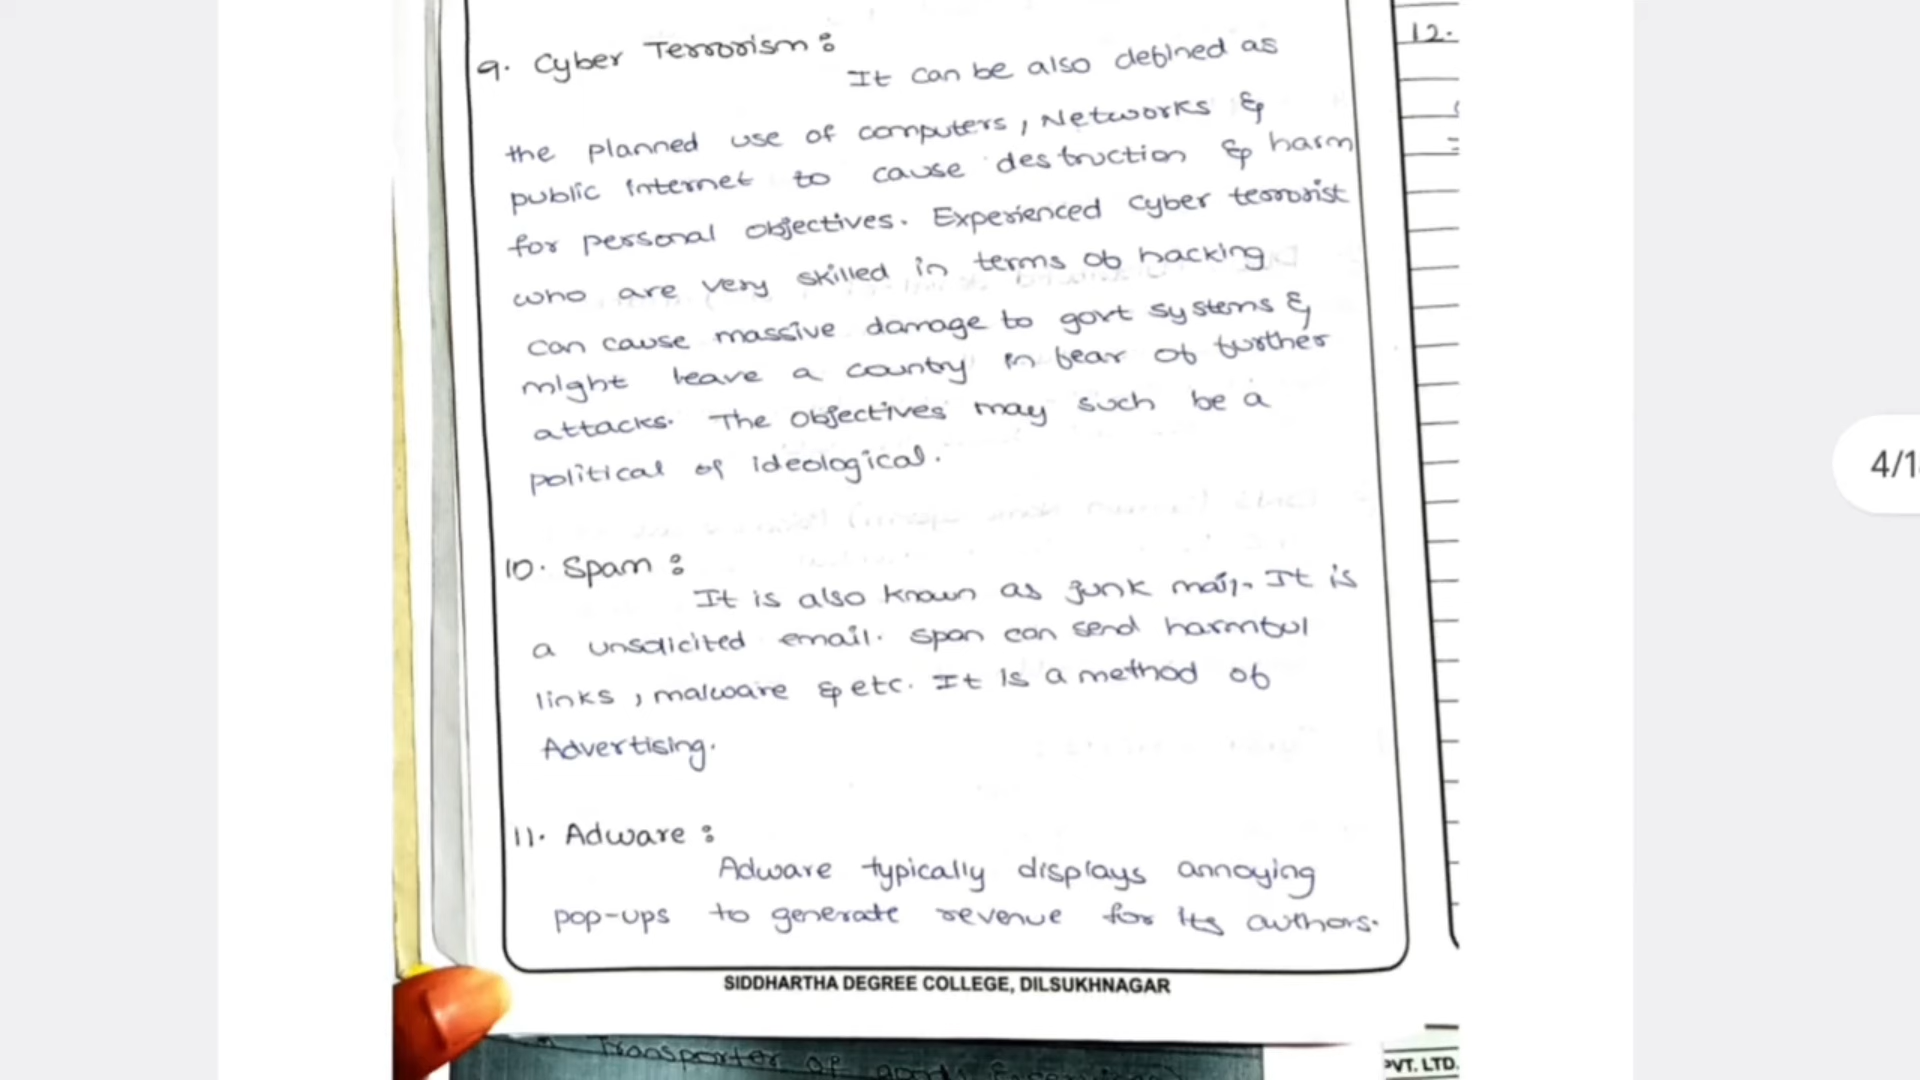 9. Cyber Terrorism :
It can be also defined as
the planned use of computers, Networks &
public internet to cause destruction & harm
for personal objectives. Experienced cyber terrorist
who are very skilled in terms of hacking
can cause massive damage to govt systems &
might leave a country in fear of further
attacks. The objectives may such be a
political of ideological.
10. Spam :
It is also known as junk mail. It is
a unsolicited email. Span can send harmful
links, malware & etc. It is a method of
Advertising.
11. Adware :
Adware typically displays annoying
pop-ups to generate revenue for its authors.
SIDDHARTHA DEGREE COLLEGE, DILSUKHNAGAR
Transporter of goods
12.
PVT. LTD.
4/1